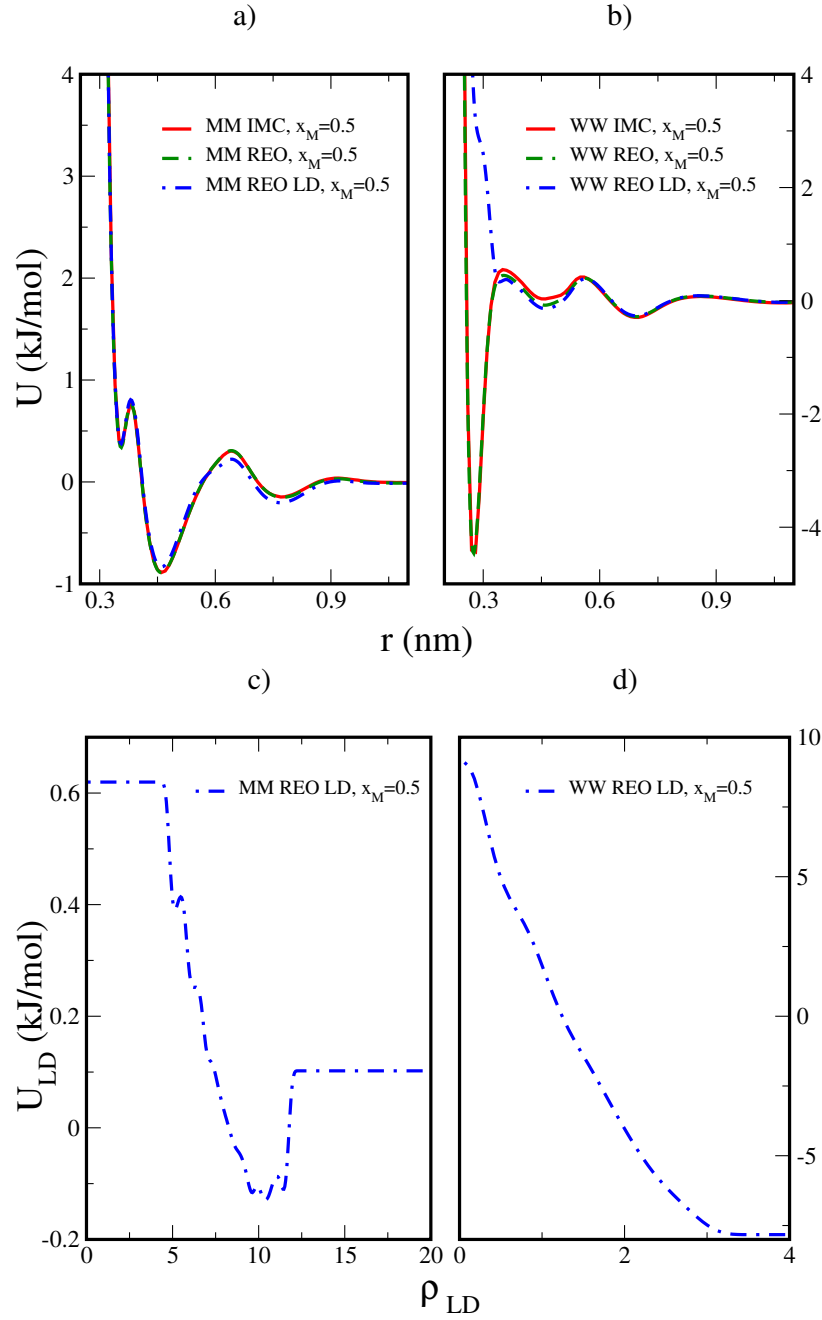 a)
b)
MM IMC, x_M=0.5
MM REO, x_M=0.5
MM REO LD, x_M=0.5
WW IMC, x_M=0.5
WW REO, x_M=0.5
WW REO LD, x_M=0.5
4
3
2
1
0
-1
4
2
0
-2
-4
U (kJ/mol)
0.3 0.6 0.9
0.3 0.6 0.9
r (nm)
c)
d)
MM REO LD, x_M=0.5
WW REO LD, x_M=0.5
0.6
0.4
0.2
0
-0.2
10
5
0
-5
U_LD (kJ/mol)
0 5 10 15 20
0 2 4
ρ_LD